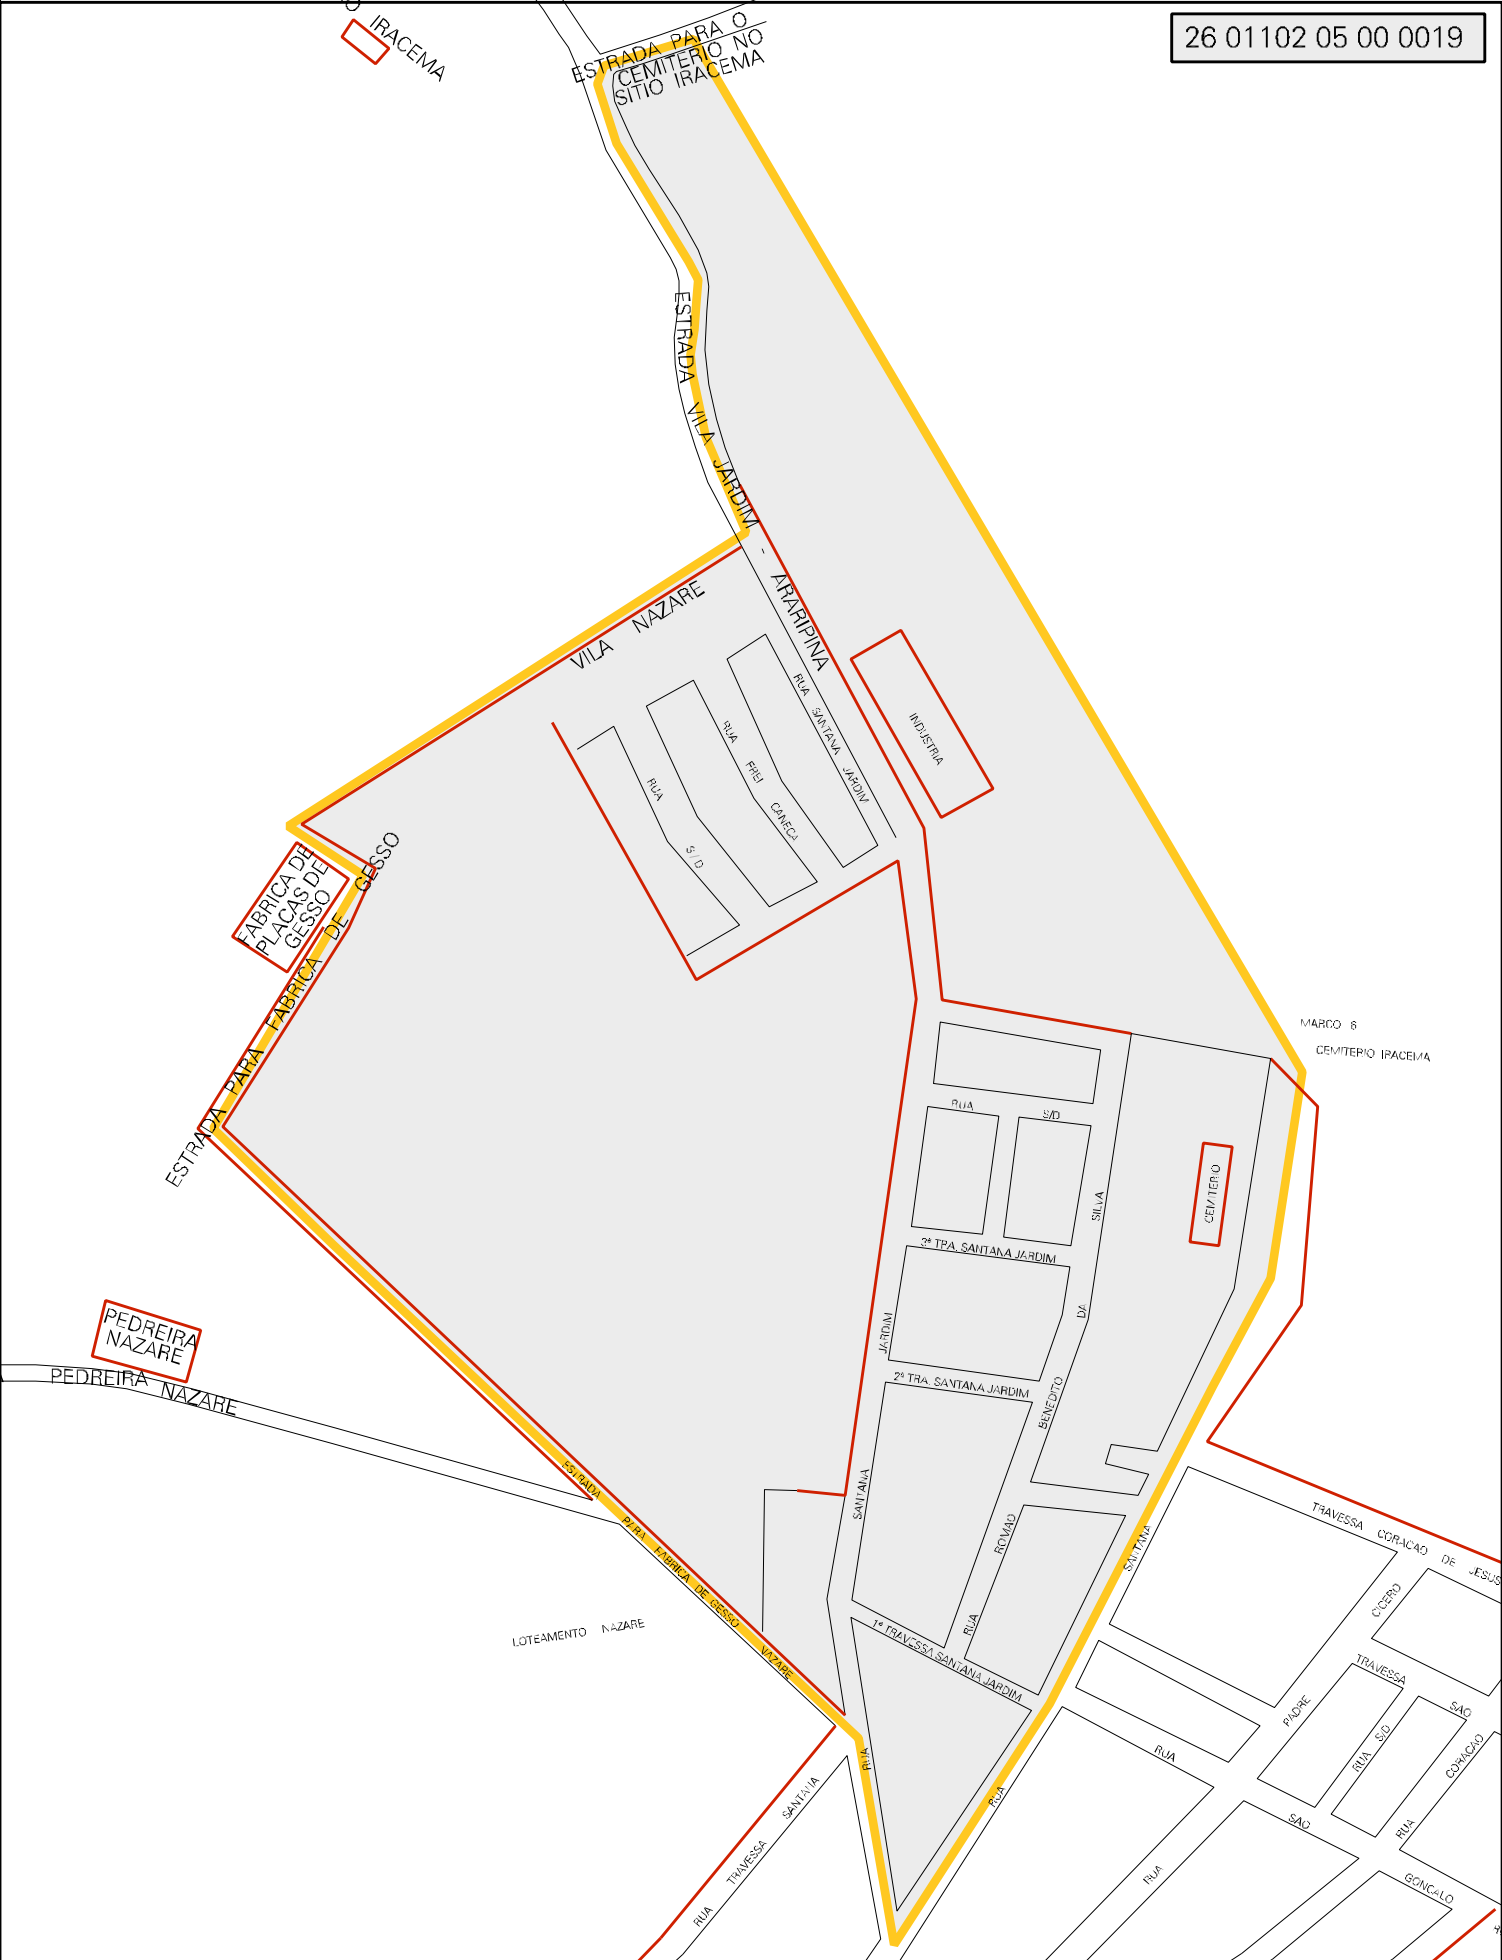 26 01102 05 00 0019
IRACEMA
ESTRADA PARA O
CEMITERIO NO
SITIO IRACEMA
ESTRADA VILA JARDIM - ARARIPINA
VILA NAZARE
RUA SANTANA JARDIM
RUA FREI CANECA
RUA S/D
INDUSTRIA
FABRICA DE
PLACAS DE
GESSO
ESTRADA PARA FABRICA DE GESSO
MARCO 6
CEMITERIO IRACEMA
RUA S/D
CEMITERIO
3ª TRA. SANTANA JARDIM
RUA ROMAO BENEDITO DA SILVA
2ª TRA. SANTANA JARDIM
RUA SANTANA JARDIM
PEDREIRA
NAZARE
PEDREIRA NAZARE
ESTRADA PARA FABRICA DE GESSO NAZARE
LOTEAMENTO NAZARE
1ª TRAVESSA SANTANA JARDIM
RUA SANTANA
TRAVESSA CORACAO DE JESUS
CICERO
PADRE
RUA
TRAVESSA
SAO
RUA S/D
RUA CORACAO
RUA
SAO
GONCALO
RUA TRAVESSA SANTANA